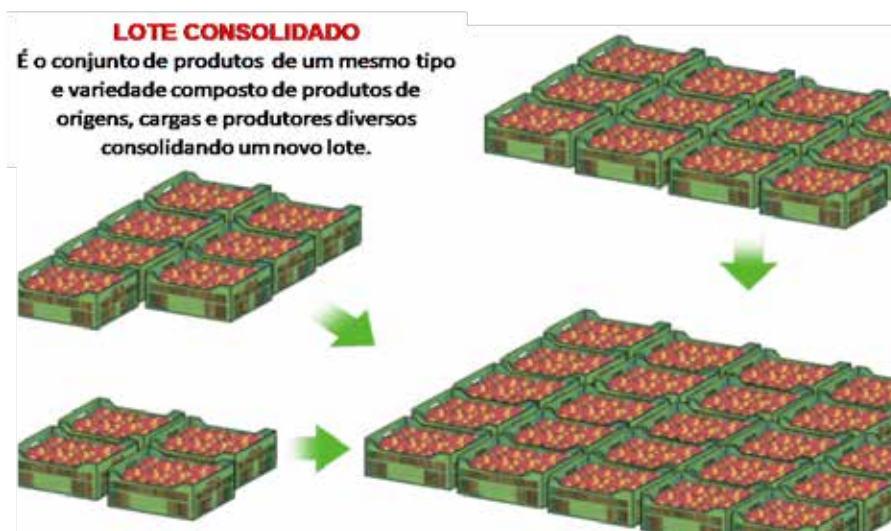 LOTE CONSOLIDADO
É o conjunto de produtos de um mesmo tipo
e variedade composto de produtos de
origens, cargas e produtores diversos
consolidando um novo lote.